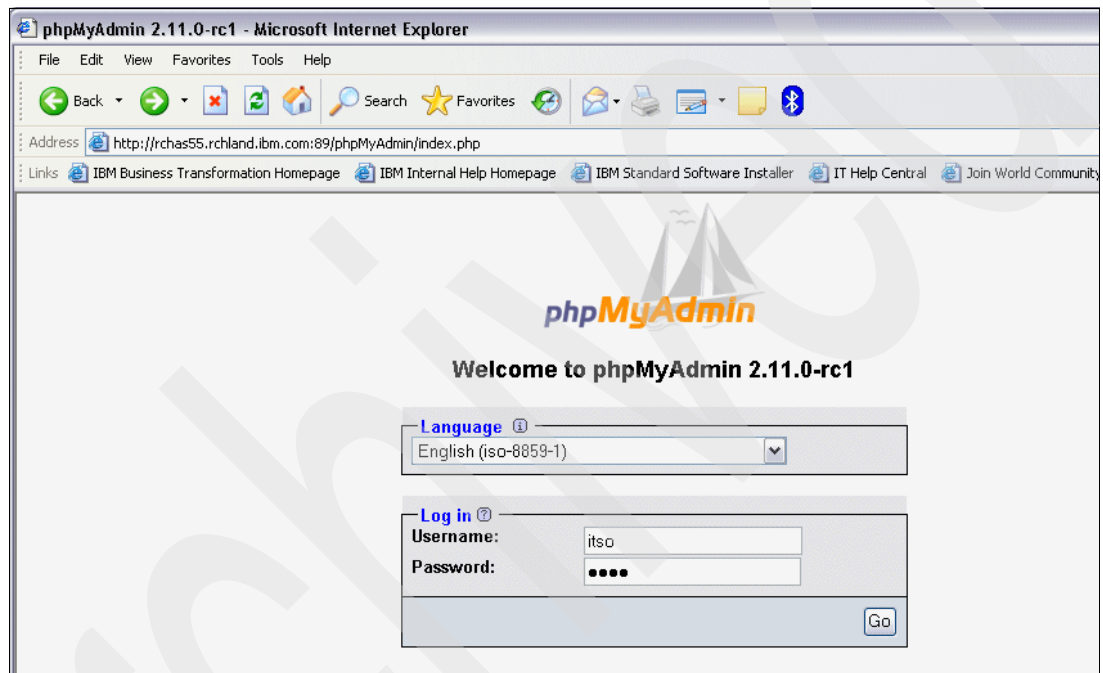 phpMyAdmin 2.11.0-rc1 - Microsoft Internet Explorer
File Edit View Favorites Tools Help
Back Search Favorites
Address http://rchas55.rchland.ibm.com:89/phpMyAdmin/index.php
Links IBM Business Transformation Homepage IBM Internal Help Homepage IBM Standard Software Installer IT Help Central Join World Community
phpMyAdmin
Welcome to phpMyAdmin 2.11.0-rc1
Language
English (iso-8859-1)
Log in
Username: itso
Password: ••••
Go